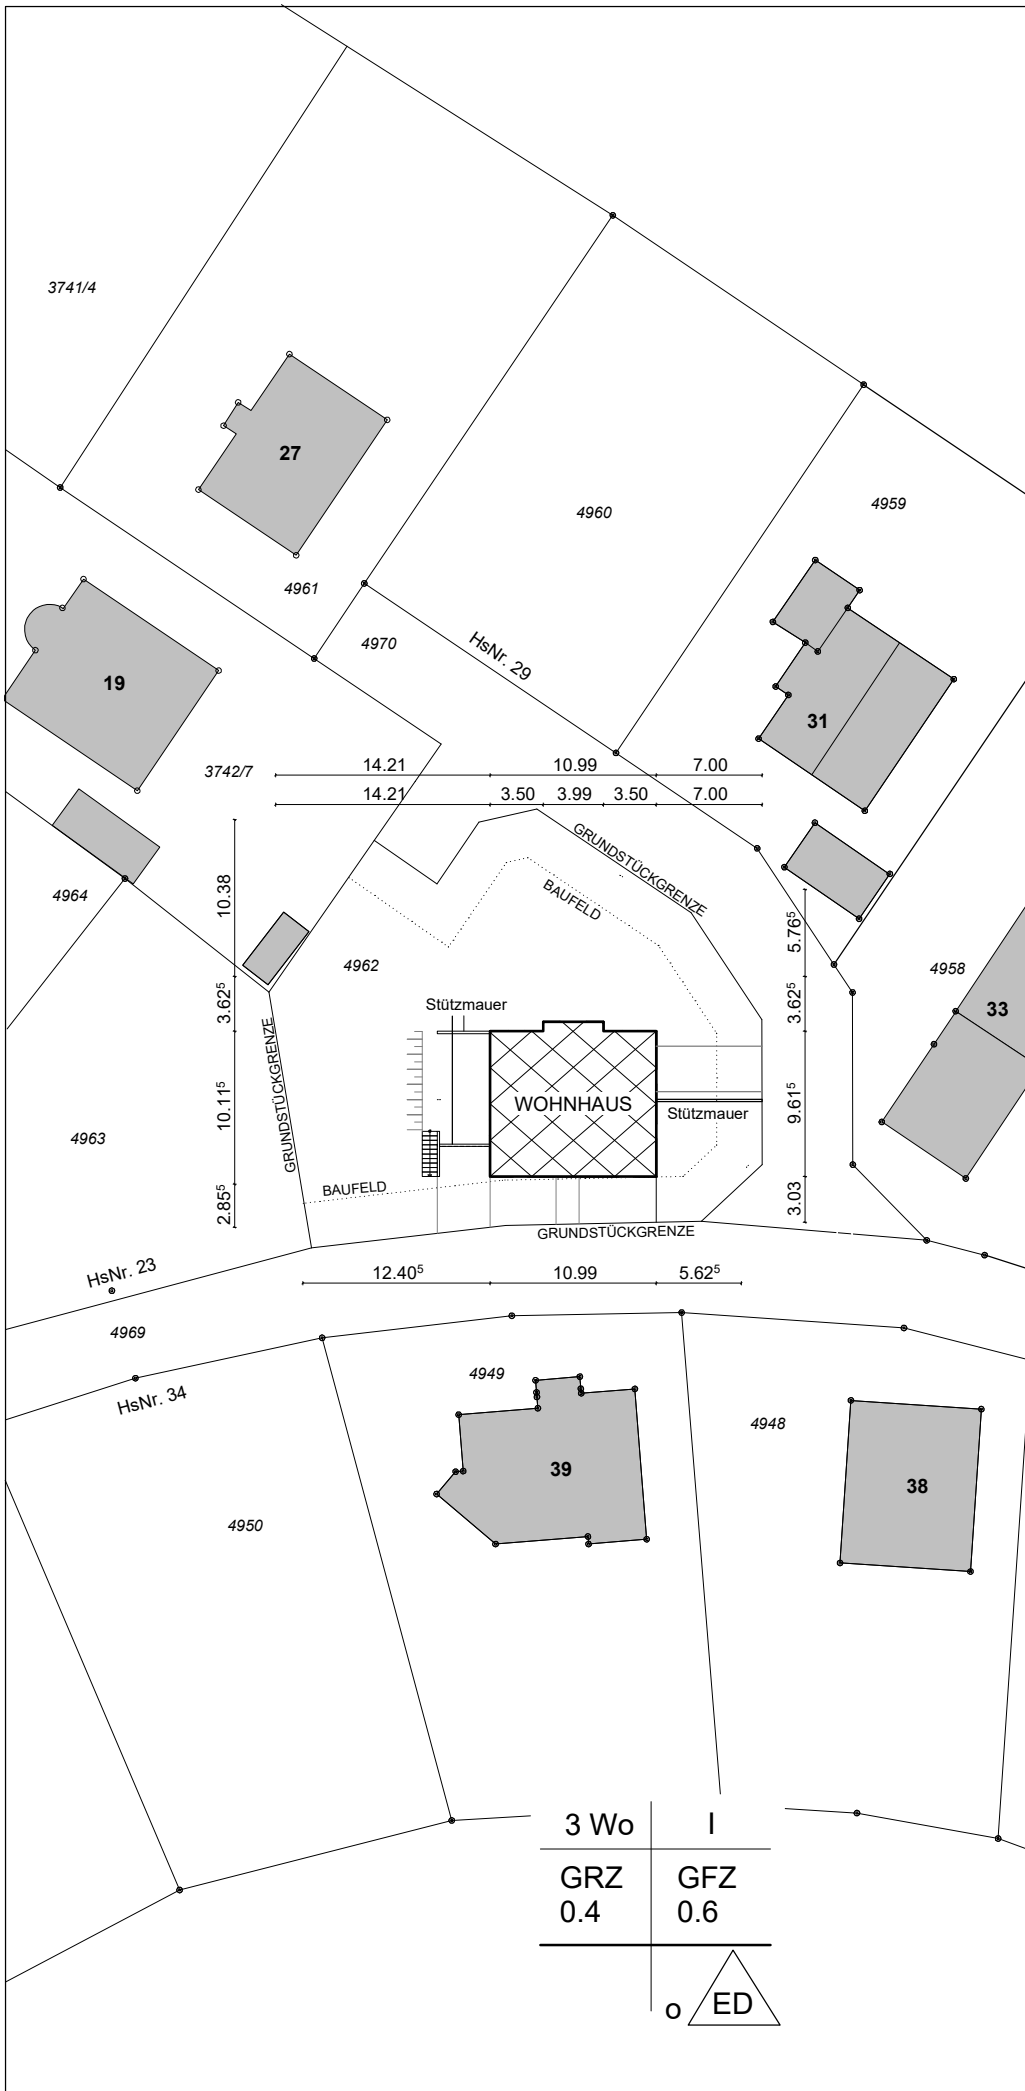 3741/4
27
4960
4959
4961
4970
HsNr. 29
19
31
3742/7
14.21 10.99 7.00
14.21 3.50 3.99 3.50 7.00
GRUNDSTÜCKGRENZE
BAUFELD
4964
10.38
5.76⁵
4962
4958
3.62⁵
3.62⁵
Stützmauer
33
GRUNDSTÜCKGRENZE
WOHNHAUS
Stützmauer
10.11⁵
9.61⁵
4963
BAUFELD
2.85⁵
3.03
GRUNDSTÜCKGRENZE
HsNr. 23
12.40⁵ 10.99 5.62⁵
4969
HsNr. 34
4949
4948
39
38
4950
3 Wo I
GRZ GFZ
0.4 0.6
o ED